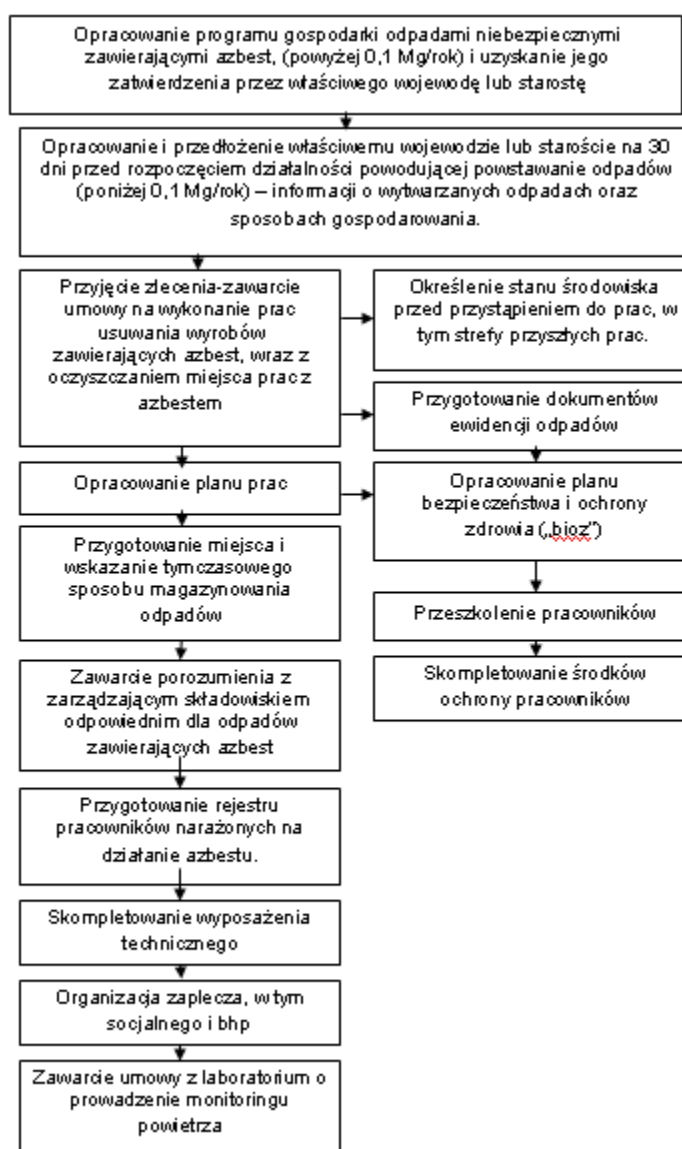 Opracowanie programu gospodarki odpadami niebezpiecznymi
zawierającymi azbest, (powyżej 0,1 Mg/rok) i uzyskanie jego
zatwierdzenia przez właściwego wojewodę lub starostę
Opracowanie i przedłożenie właściwemu wojewodzie lub staroście na 30
dni przed rozpoczęciem działalności powodującej powstawanie odpadów
(poniżej 0,1 Mg/rok) – informacji o wytwarzanych odpadach oraz
sposobach gospodarowania.
Przyjęcie zlecenia-zawarcie
umowy na wykonanie prac
usuwania wyrobów
zawierających azbest, wraz z
oczyszczaniem miejsca prac z
azbestem
Określenie stanu środowiska
przed przystąpieniem do prac, w
tym strefy przyszłych prac.
Przygotowanie dokumentów
ewidencji odpadów
Opracowanie planu prac
Opracowanie planu
bezpieczeństwa i ochrony
zdrowia („bioz")
Przygotowanie miejsca i
wskazanie tymczasowego
sposobu magazynowania
odpadów
Przeszkolenie pracowników
Zawarcie porozumienia z
zarządzającym składowiskiem
odpowiednim dla odpadów
zawierających azbest
Skompletowanie środków
ochrony pracowników
Przygotowanie rejestru
pracowników narażonych na
działanie azbestu.
Skompletowanie wyposażenia
technicznego
Organizacja zaplecza, w tym
socjalnego i bhp
Zawarcie umowy z laboratorium o
prowadzenie monitoringu
powietrza